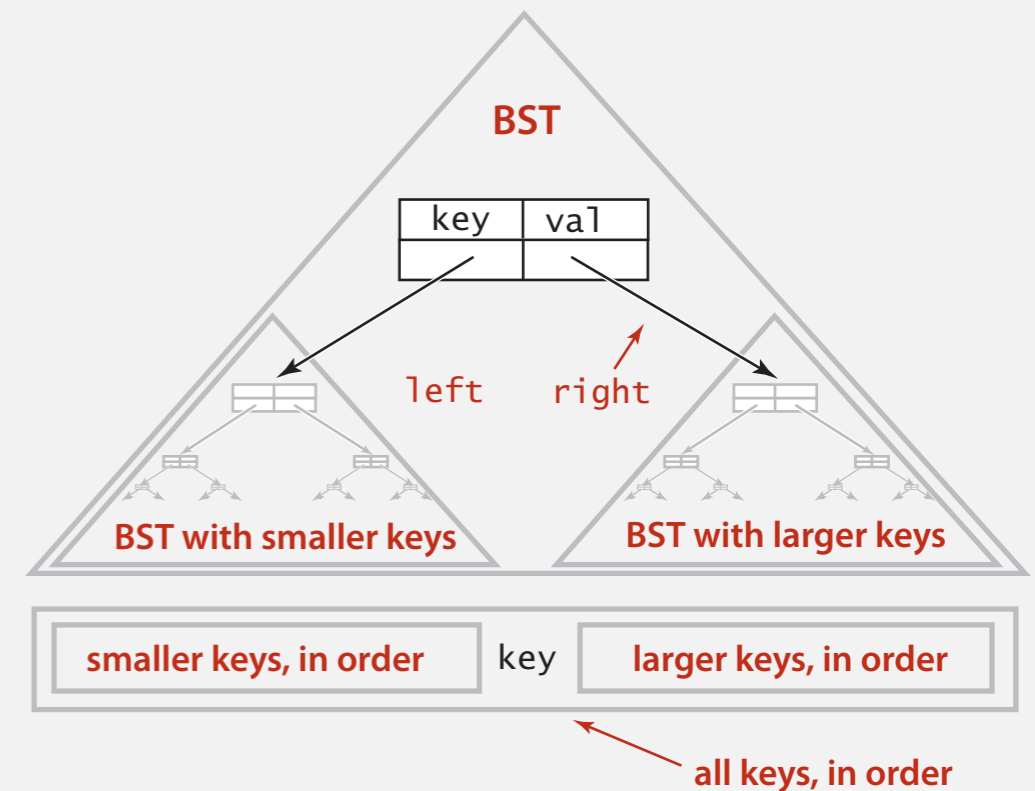 BST
key val
left right
BST with smaller keys BST with larger keys
smaller keys, in order key larger keys, in order
all keys, in order